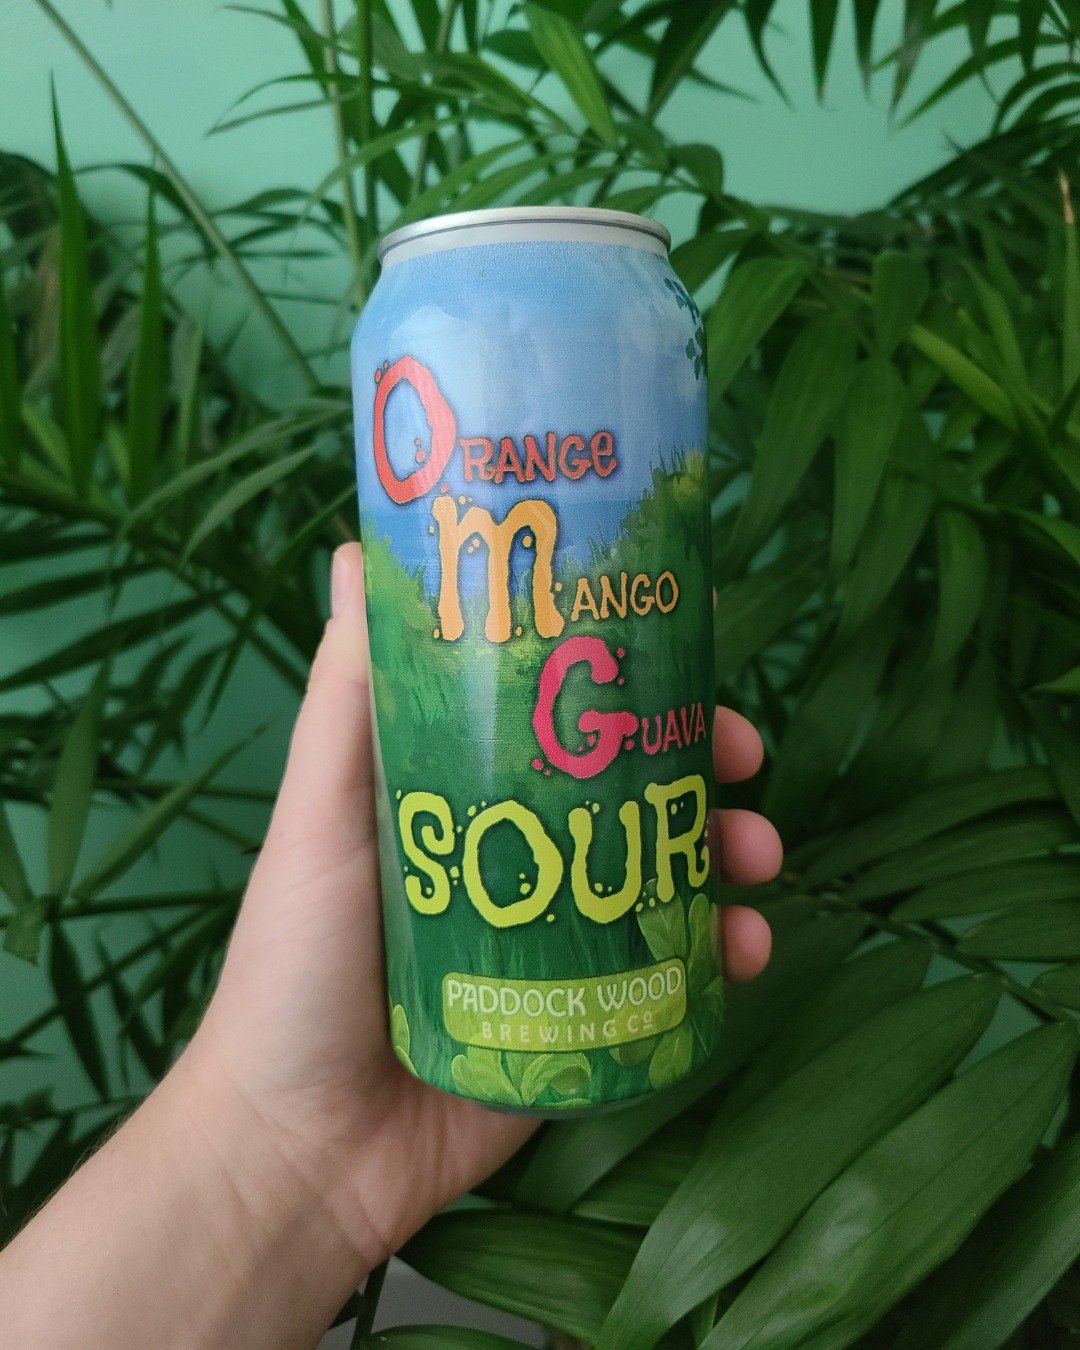 Orange
Mango
Guava
SOUR
PADDOCK WOOD
BREWING Cº